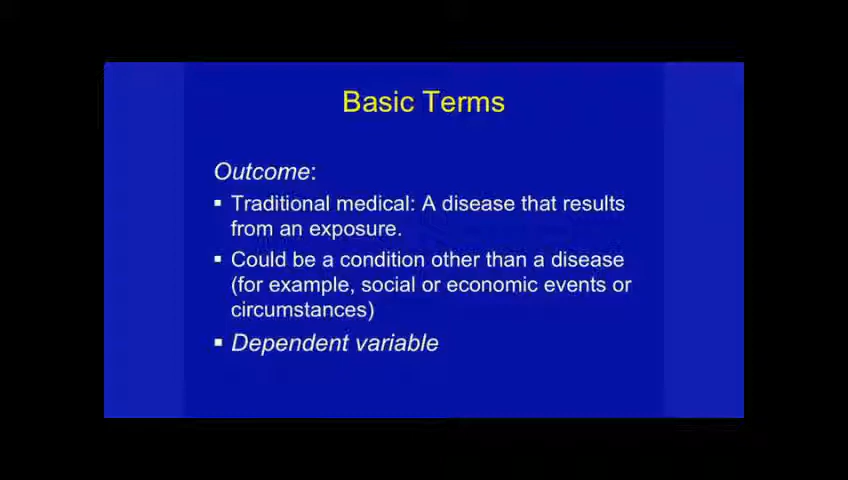 Basic Terms
Outcome:
▪ Traditional medical: A disease that results
from an exposure.
▪ Could be a condition other than a disease
(for example, social or economic events or
circumstances)
▪ Dependent variable